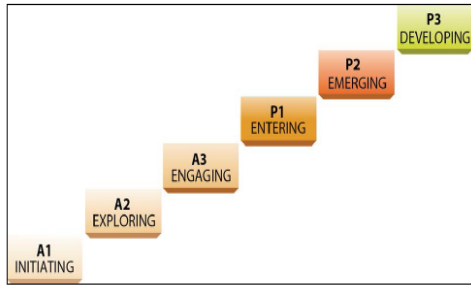 P3
DEVELOPING
P2
EMERGING
P1
ENTERING
A3
ENGAGING
A2
EXPLORING
A1
INITIATING